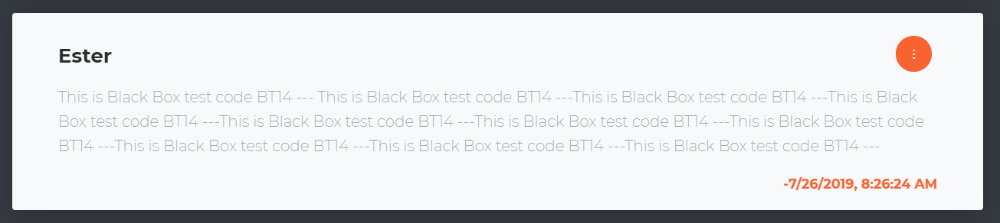 Ester
This is Black Box test code BT14 --- This is Black Box test code BT14 ---This is Black Box test code BT14 ---This is Black
Box test code BT14 ---This is Black Box test code BT14 ---This is Black Box test code BT14 ---This is Black Box test code
BT14 ---This is Black Box test code BT14 ---This is Black Box test code BT14 ---This is Black Box test code BT14 ---
-7/26/2019, 8:26:24 AM